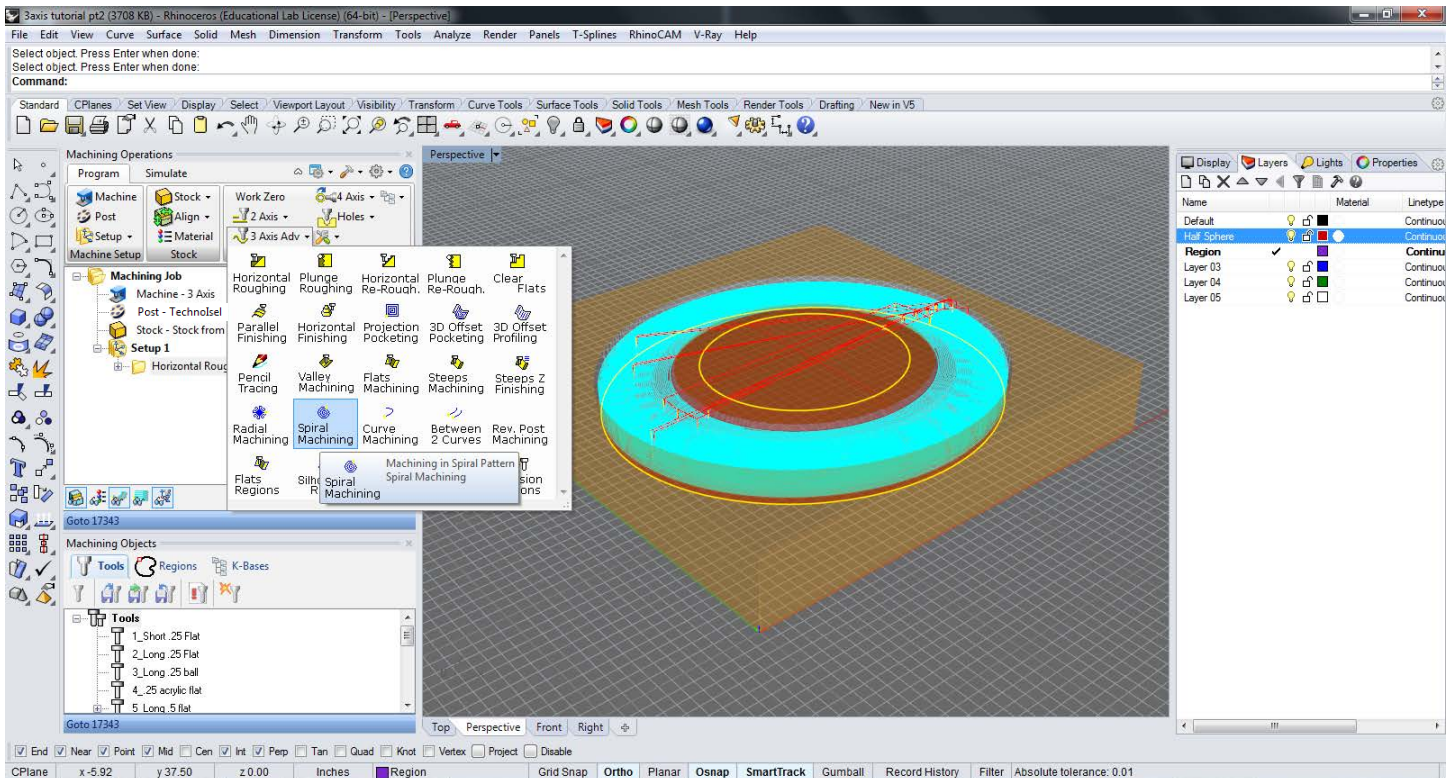 3axis tutorial pt2 (3708 KB) - Rhinoceros (Educational Lab License) (64-bit) - [Perspective]
File Edit View Curve Surface Solid Mesh Dimension Transform Tools Analyze Render Panels T-Splines RhinoCAM V-Ray Help
Select object. Press Enter when done:
Select object. Press Enter when done:
Command:
Standard CPlanes Set View Display Select Viewport Layout Visibility Transform Curve Tools Surface Tools Solid Tools Mesh Tools Render Tools Drafting New in V5
Machining Operations
Program Simulate
Machine Stock Work Zero 4 Axis
Post Align 2 Axis Holes
Setup Material 3 Axis Adv
Machine Setup Stock
Horizontal Roughing
Plunge Roughing
Horizontal Re-Rough.
Plunge Re-Rough.
Clear Flats
Parallel Finishing
Horizontal Finishing
Projection Pocketing
3D Offset Pocketing
3D Offset Profiling
Pencil Tracing
Valley Machining
Flats Machining
Steeps Machining
Steeps Z Finishing
Radial Machining
Spiral Machining
Curve Machining
Between 2 Curves
Rev. Post Machining
Flats Regions
Spiral Machining
Machining in Spiral Pattern
Spiral Machining
Machining Job
Machine - 3 Axis
Post - TechnoIsel
Stock - Stock from
Setup 1
Horizontal Roug
Goto 17343
Machining Objects
Tools Regions K-Bases
Tools
1_Short .25 Flat
2_Long .25 Flat
3_Long .25 ball
4_.25 acrylic flat
5_Long .5 flat
Goto 17343
Perspective
Top Perspective Front Right
Display Layers Lights Properties
Name Material Linetype
Default Continuou
Half Sphere Continuou
Region Continu
Layer 03 Continuou
Layer 04 Continuou
Layer 05 Continuou
End Near Point Mid Cen Int Perp Tan Quad Knot Vertex Project Disable
CPlane x -5.92 y 37.50 z 0.00 Inches Region Grid Snap Ortho Planar Osnap SmartTrack Gumball Record History Filter Absolute tolerance: 0.01